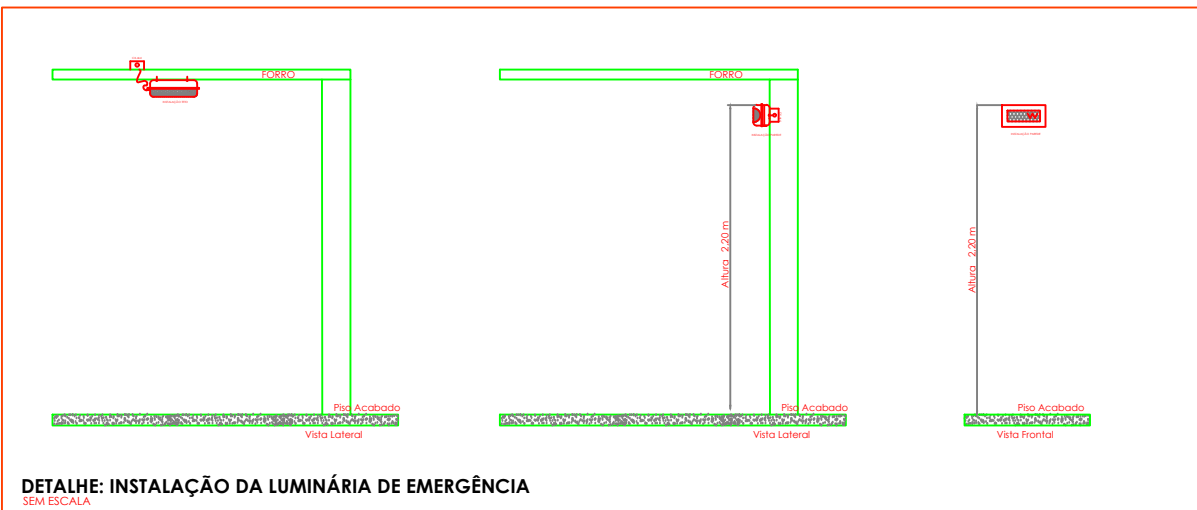 FORRO
Altura 2,20 m
Piso Acabado
Vista Lateral
FORRO
Altura 2,20 m
Piso Acabado
Vista Lateral
Piso Acabado
Vista Frontal
DETALHE: INSTALAÇÃO DA LUMINÁRIA DE EMERGÊNCIA
SEM ESCALA